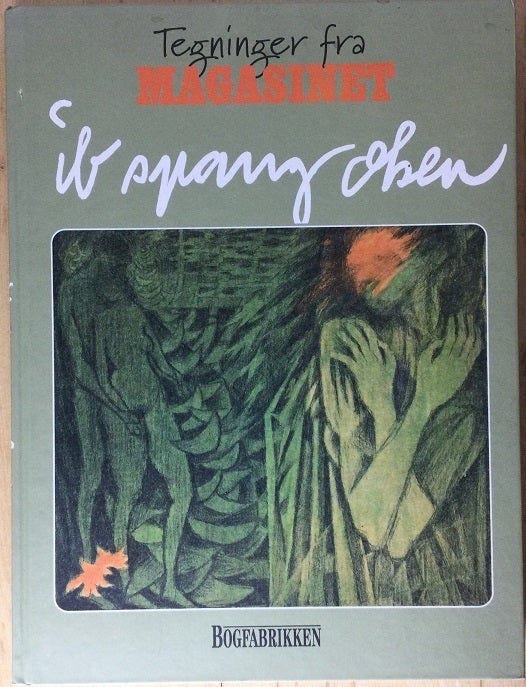 Tegninger fra
MAGASINET
ib spang olsen
BOGFABRIKKEN